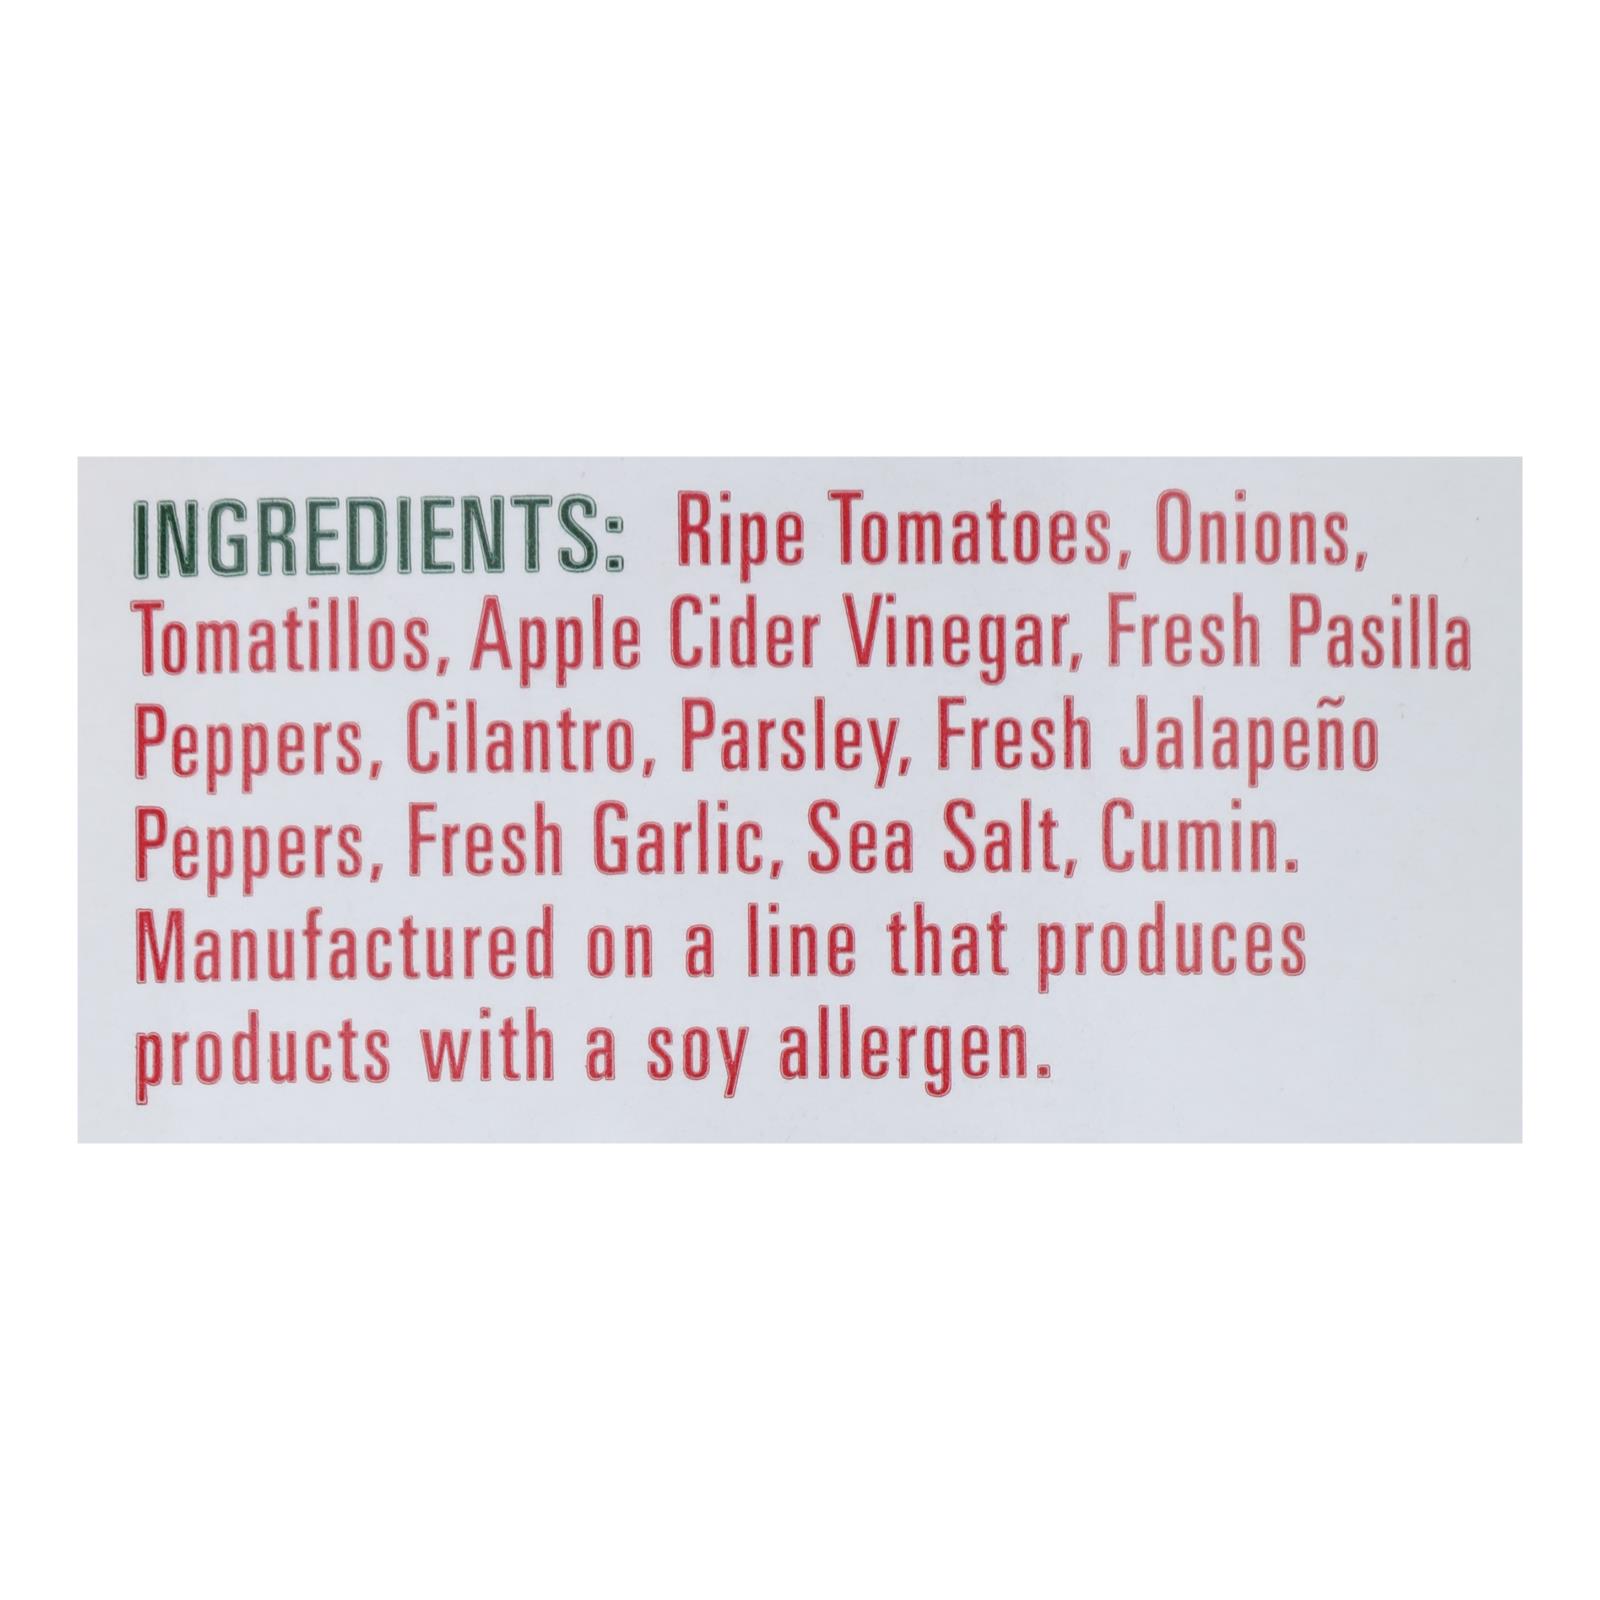 INGREDIENTS: Ripe Tomatoes, Onions,
Tomatillos, Apple Cider Vinegar, Fresh Pasilla
Peppers, Cilantro, Parsley, Fresh Jalapeño
Peppers, Fresh Garlic, Sea Salt, Cumin.
Manufactured on a line that produces
products with a soy allergen.